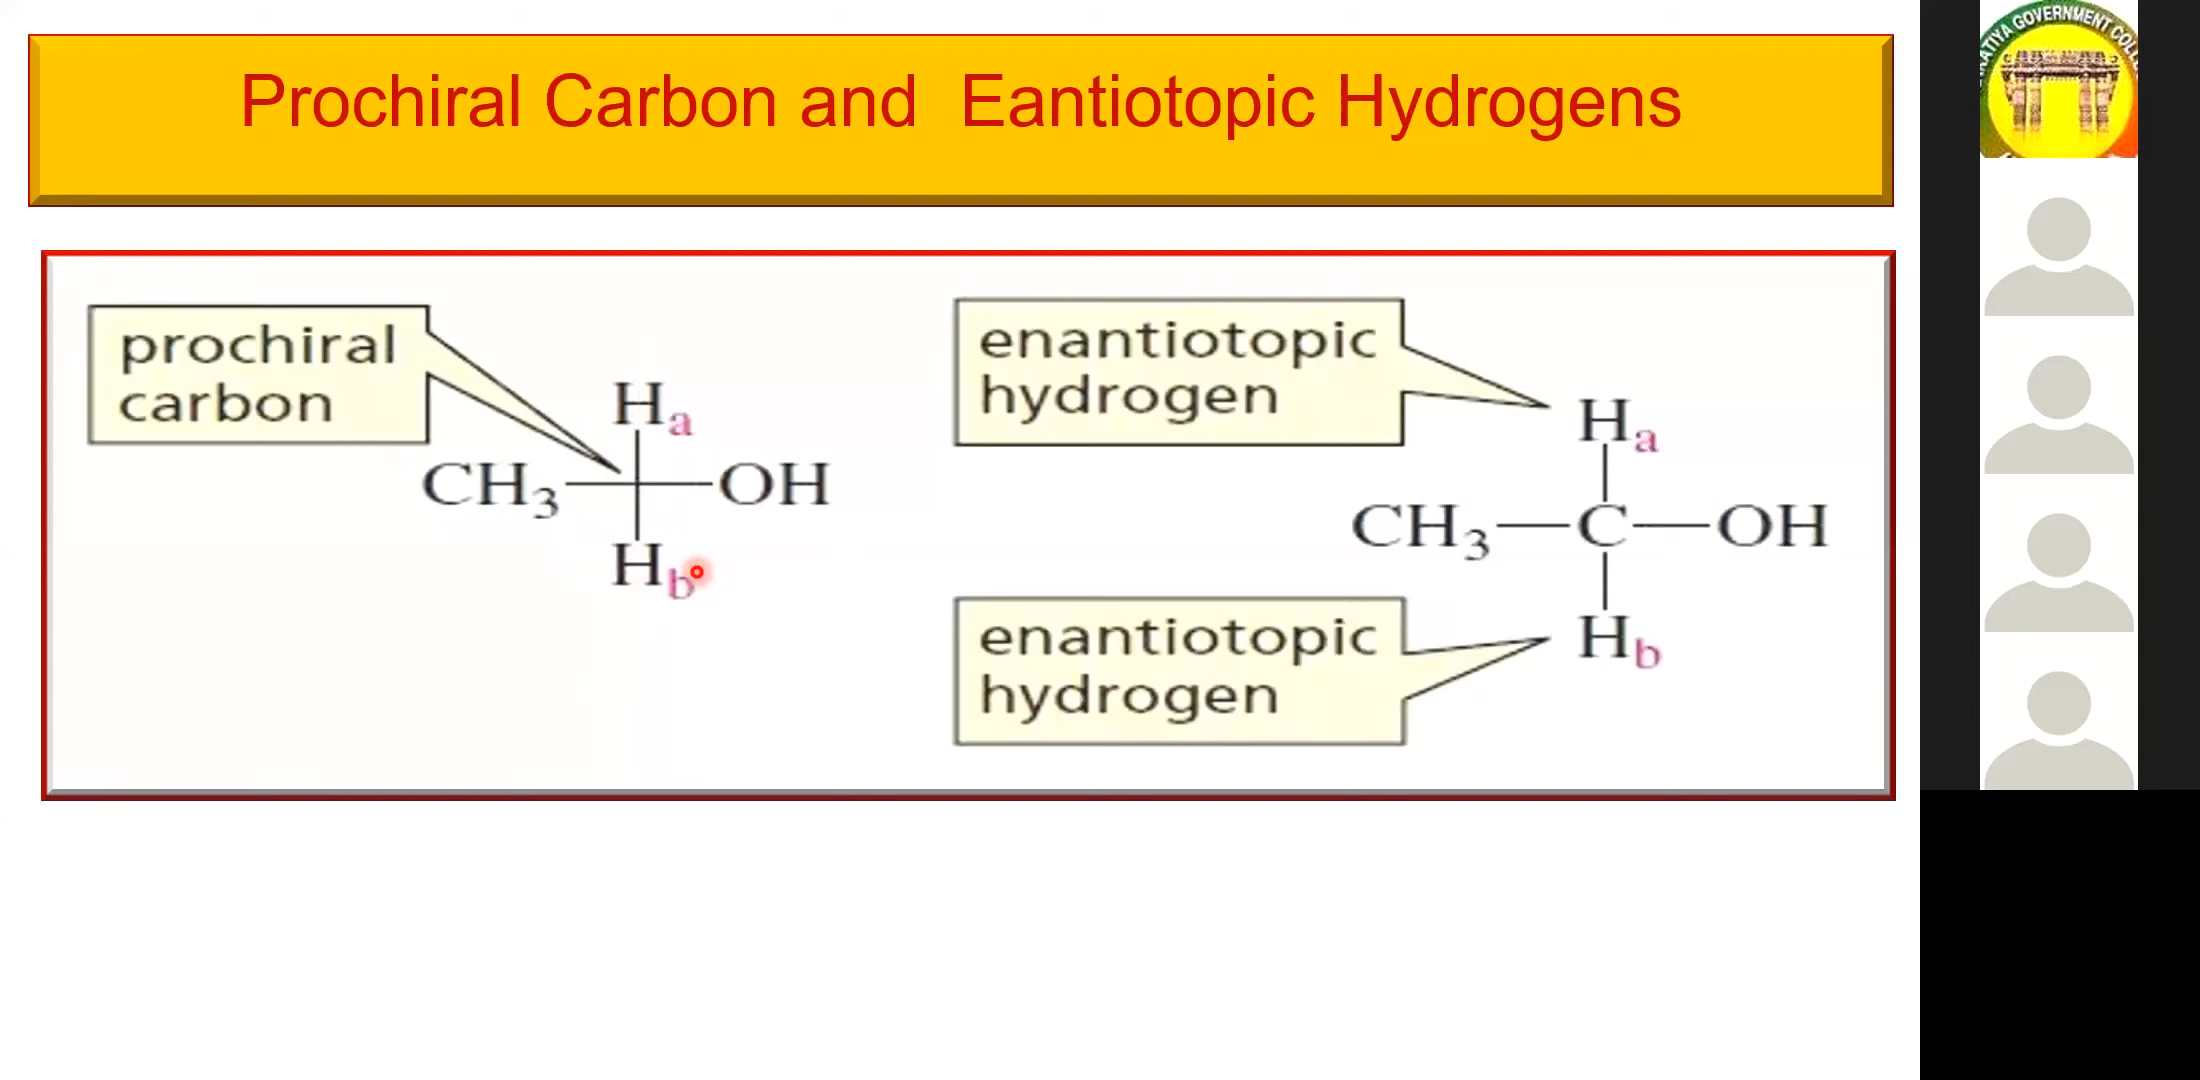 Prochiral Carbon and Eantiotopic Hydrogens
prochiral
carbon
Ha
CH3 OH
Hb
enantiotopic
hydrogen
Ha
CH3—C—OH
Hb
enantiotopic
hydrogen
GOVERNMENT